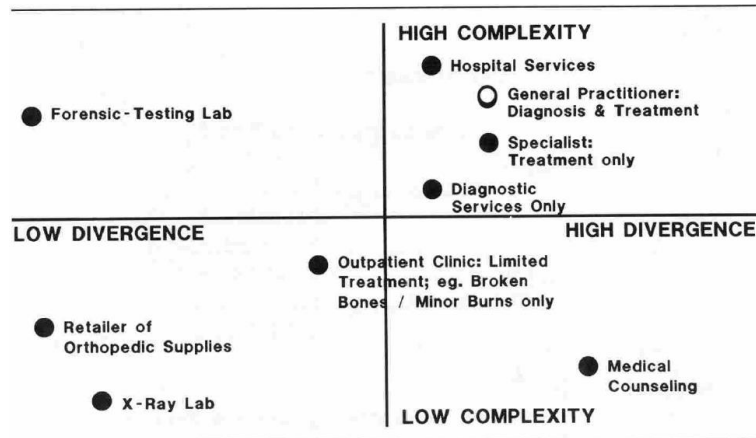 HIGH COMPLEXITY
Hospital Services
General Practitioner:
Diagnosis & Treatment
Forensic-Testing Lab
Specialist:
Treatment only
Diagnostic
Services Only
LOW DIVERGENCE
HIGH DIVERGENCE
Outpatient Clinic: Limited
Treatment; eg. Broken
Bones / Minor Burns only
Retailer of
Orthopedic Supplies
Medical
Counseling
X-Ray Lab
LOW COMPLEXITY